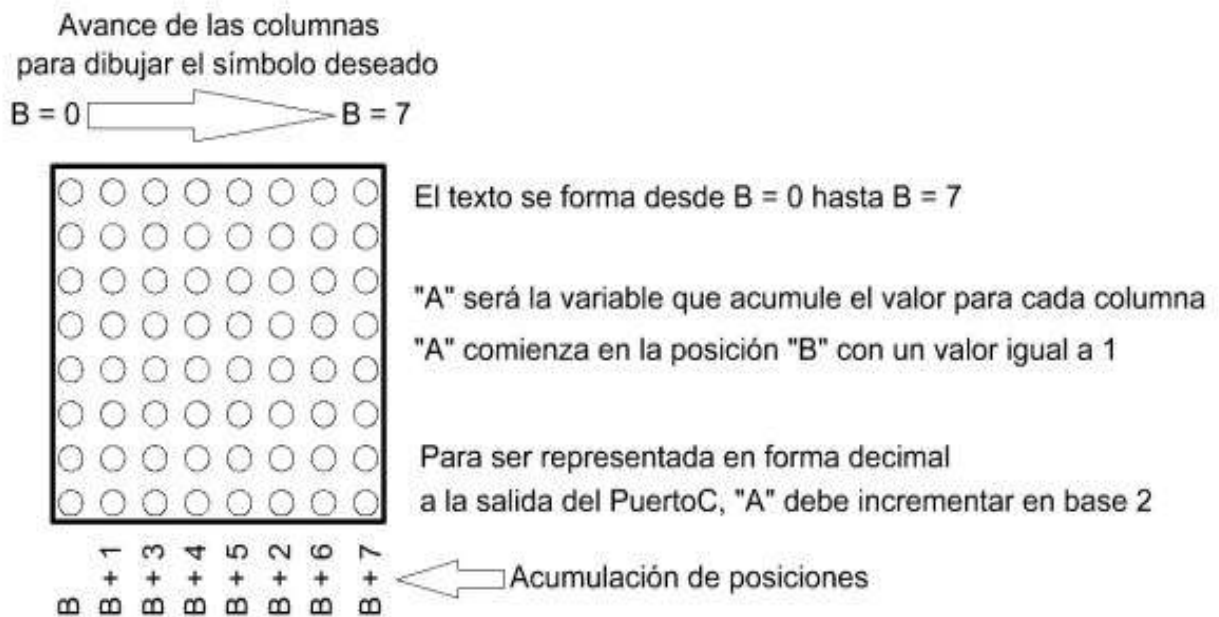 Avance de las columnas
para dibujar el símbolo deseado
B = 0
B = 7
El texto se forma desde B = 0 hasta B = 7
"A" será la variable que acumule el valor para cada columna
"A" comienza en la posición "B" con un valor igual a 1
Para ser representada en forma decimal
a la salida del PuertoC, "A" debe incrementar en base 2
B
B + 1
B + 3
B + 4
B + 5
B + 2
B + 6
B + 7
Acumulación de posiciones